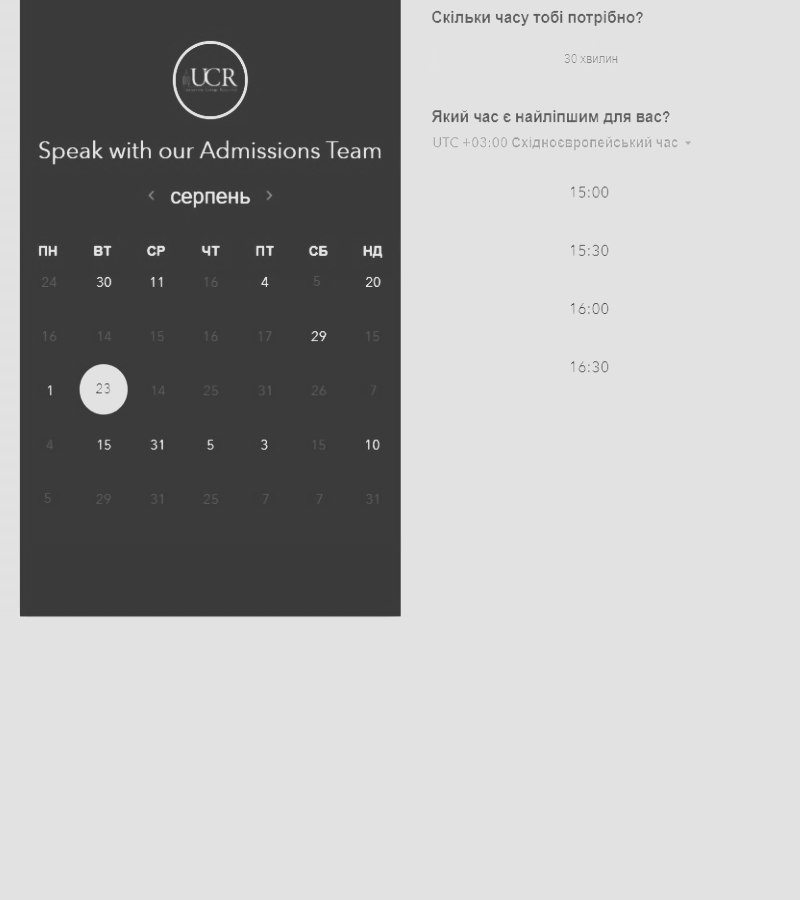 UCR
Speak with our Admissions Team
серпень
ПН ВТ СР ЧТ ПТ СБ НД
24 30 11 16 4 5 20
16 14 15 16 17 29 15
1 23 14 25 31 26 7
4 15 31 5 3 15 10
5 29 31 25 7 7 31
Скільки часу тобі потрібно?
30 хвилин
Який час є найліпшим для вас?
UTC +03:00 Східноєвропейський час
15:00
15:30
16:00
16:30